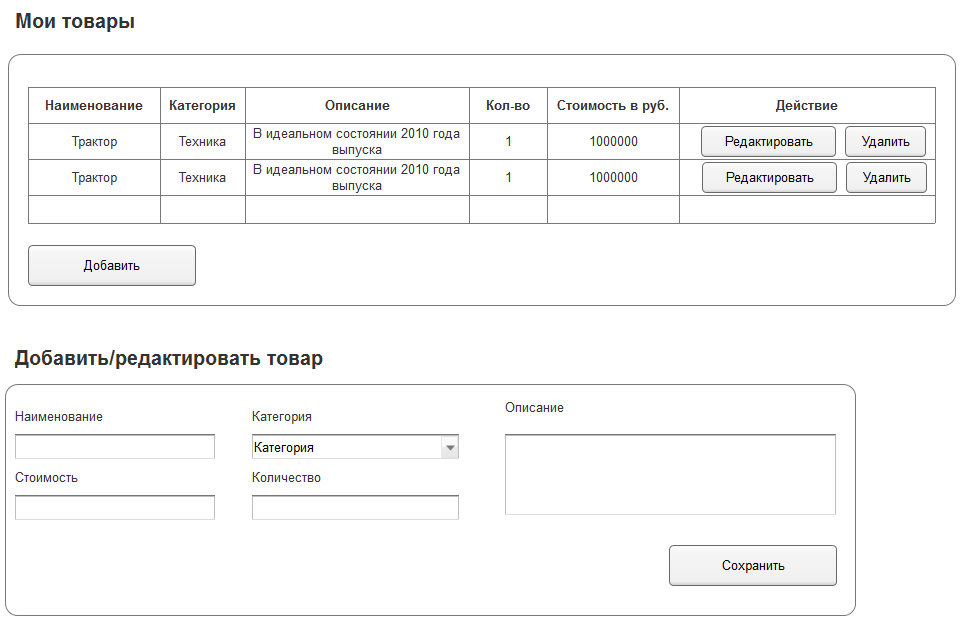 Мои товары
Наименование Категория Описание Кол-во Стоимость в руб. Действие
Трактор Техника В идеальном состоянии 2010 года выпуска 1 1000000 Редактировать Удалить
Трактор Техника В идеальном состоянии 2010 года выпуска 1 1000000 Редактировать Удалить
Добавить
Добавить/редактировать товар
Наименование Категория Описание
Категория
Стоимость Количество
Сохранить